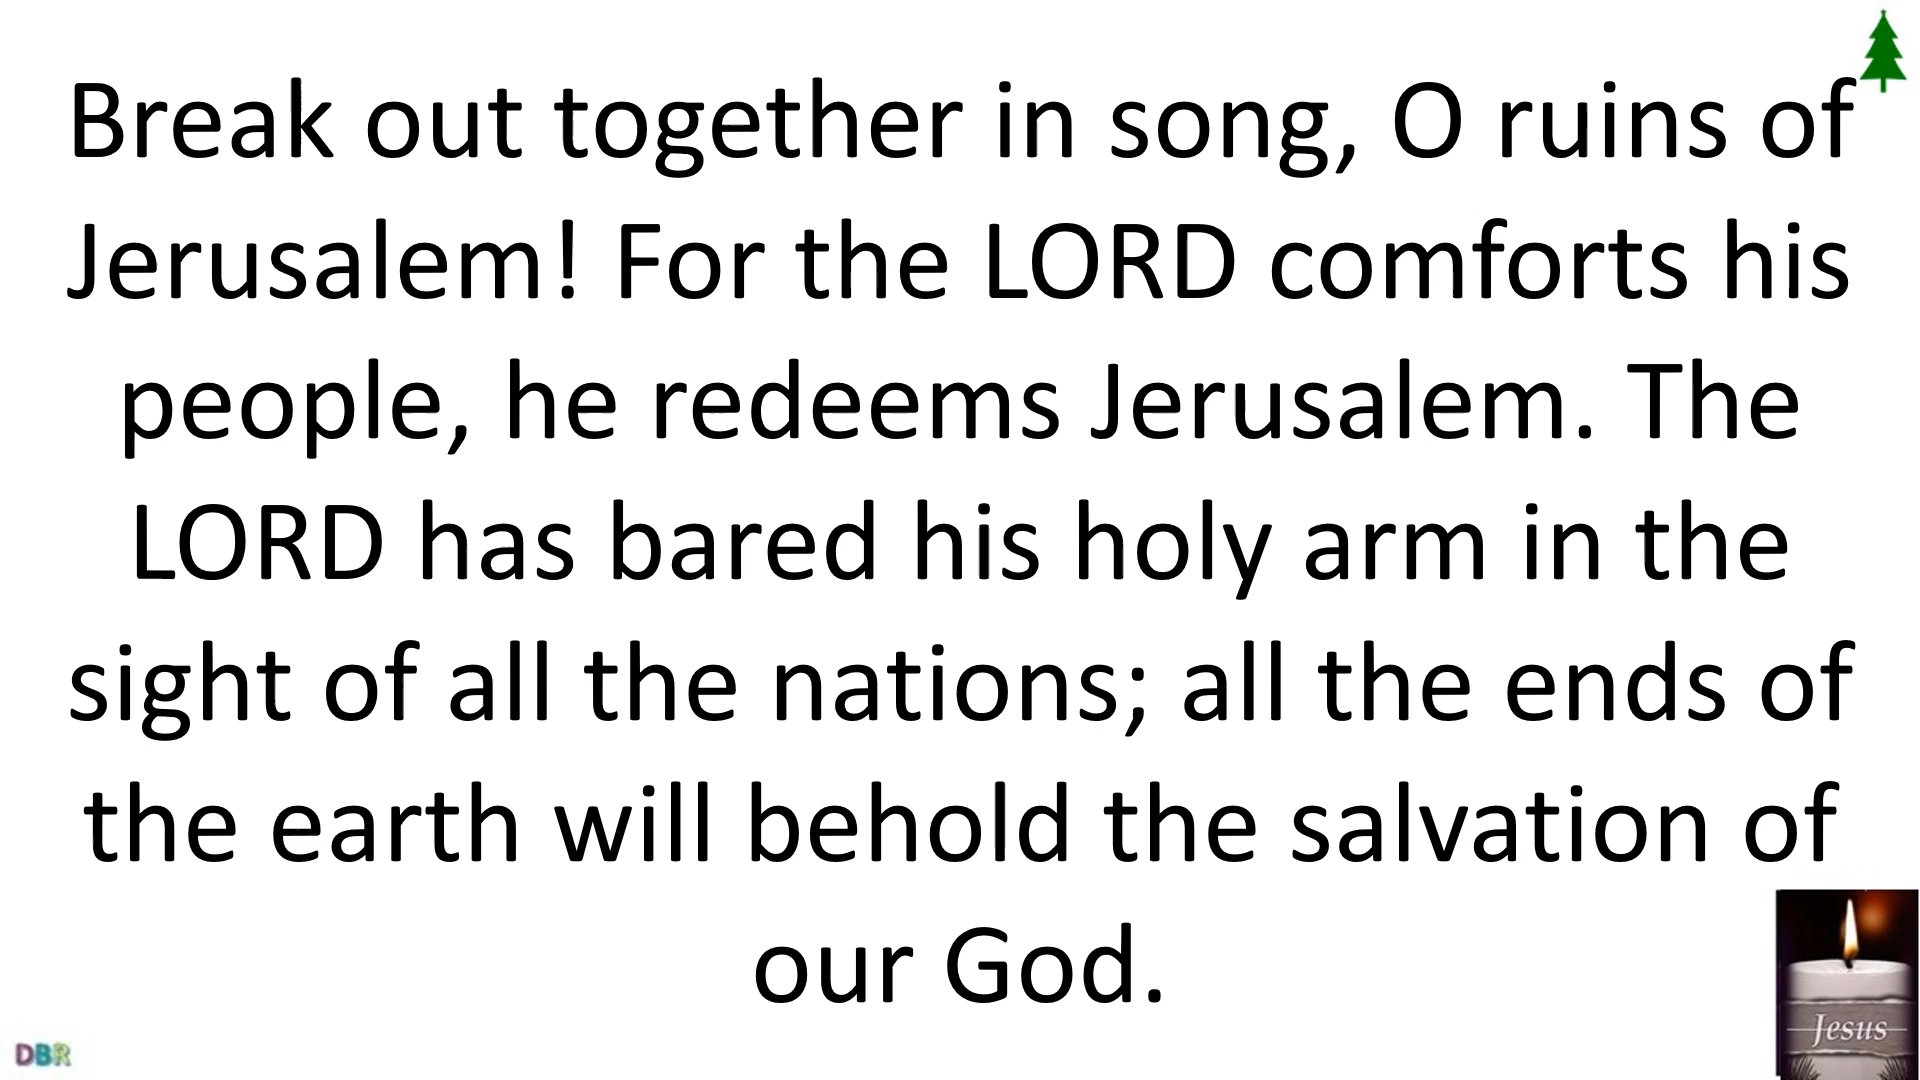 Break out together in song, O ruins of
Jerusalem! For the LORD comforts his
people, he redeems Jerusalem. The
LORD has bared his holy arm in the
sight of all the nations; all the ends of
the earth will behold the salvation of
our God.
Jesus
DBR